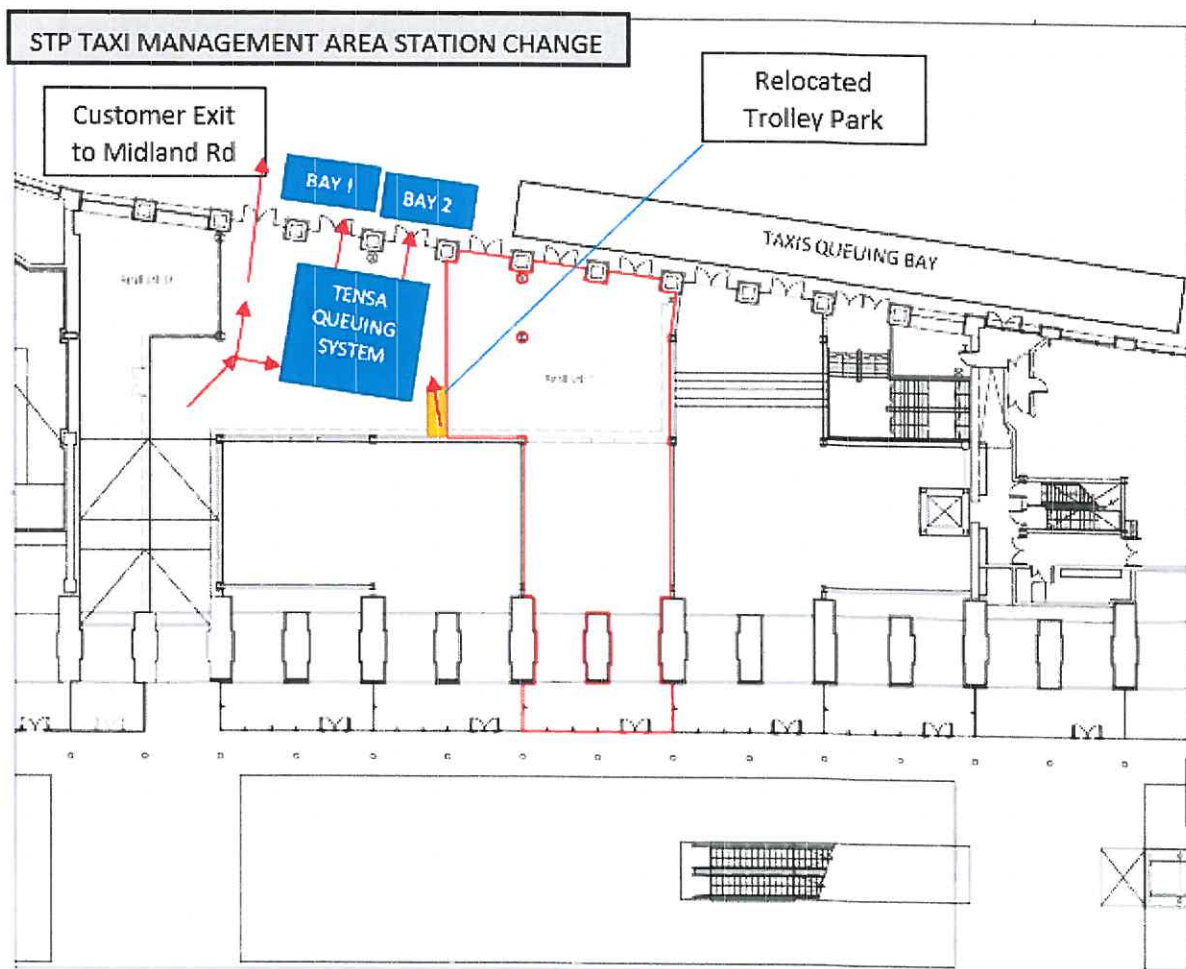 STP TAXI MANAGEMENT AREA STATION CHANGE
Customer Exit
to Midland Rd
Relocated
Trolley Park
BAY 1
BAY 2
TAXIS QUEUING BAY
TENSA
QUEUING
SYSTEM